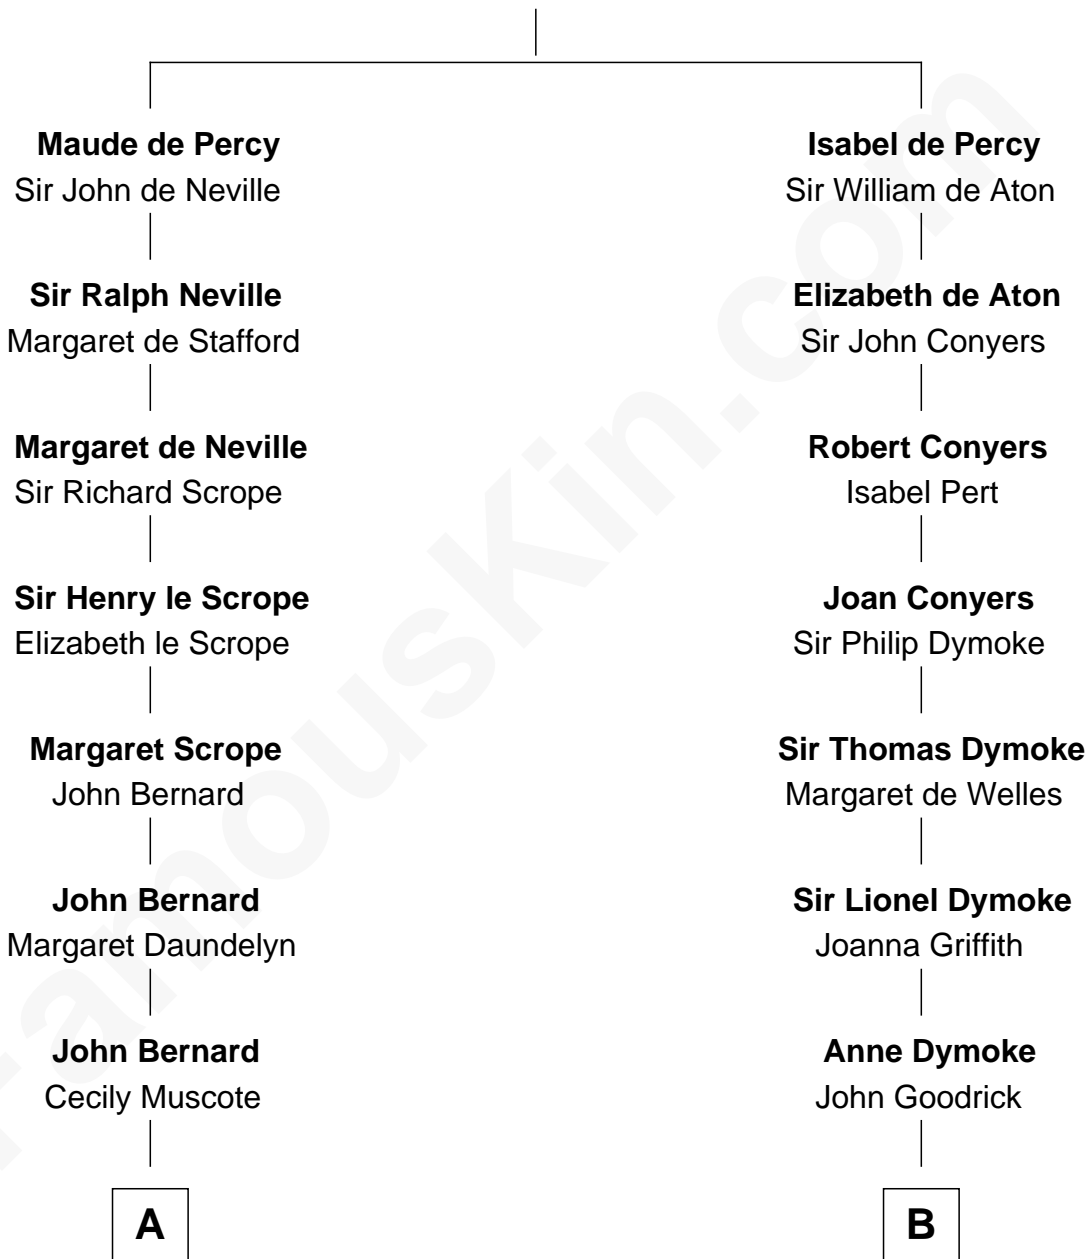 Maude de Percy
Sir John de Neville
Sir Ralph Neville
Margaret de Stafford
Margaret de Neville
Sir Richard Scrope
Sir Henry le Scrope
Elizabeth le Scrope
Margaret Scrope
John Bernard
John Bernard
Margaret Daundelyn
John Bernard
Cecily Muscote
A
Isabel de Percy
Sir William de Aton
Elizabeth de Aton
Sir John Conyers
Robert Conyers
Isabel Pert
Joan Conyers
Sir Philip Dymoke
Sir Thomas Dymoke
Margaret de Welles
Sir Lionel Dymoke
Joanna Griffith
Anne Dymoke
John Goodrick
B
FamousKin.com